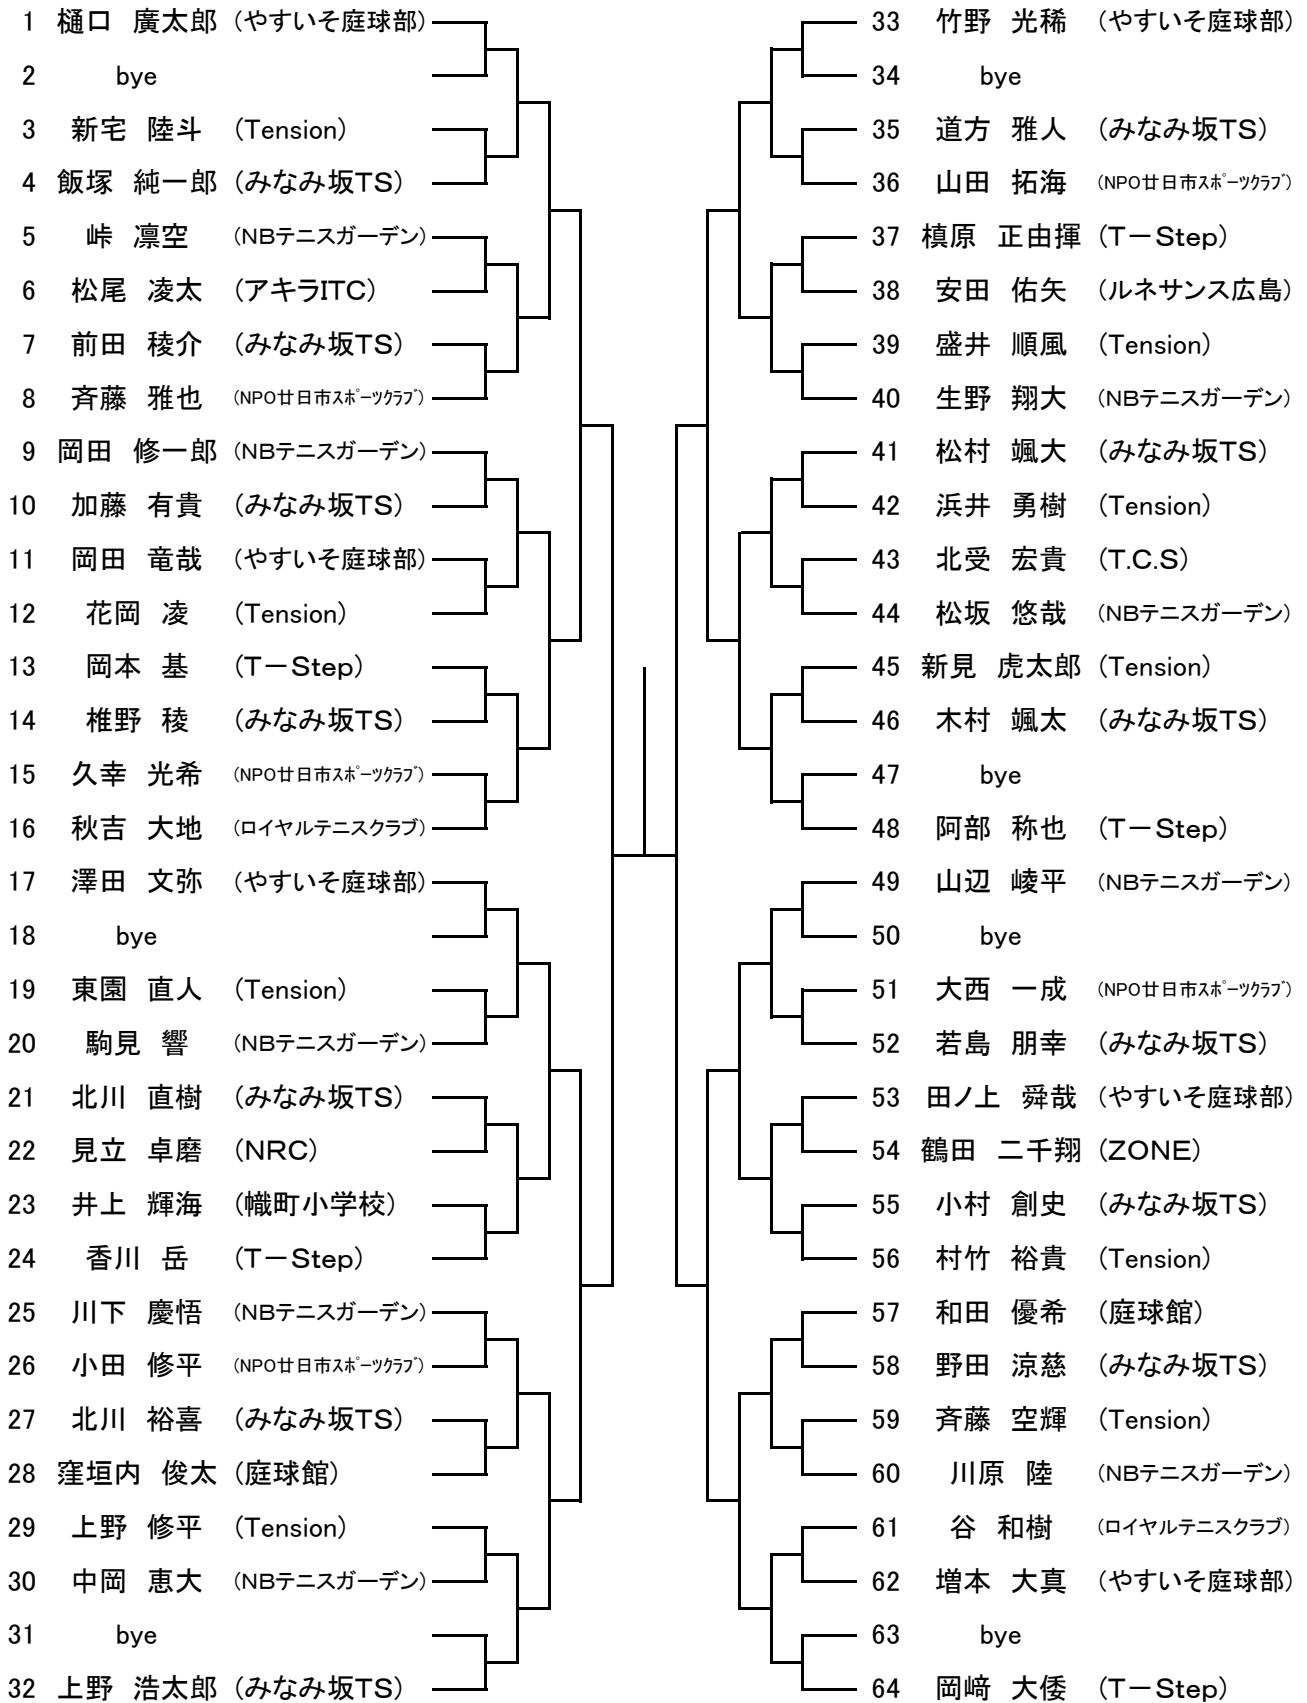 1 樋口 廣太郎 (やすいそ庭球部)
2 bye
3 新宅 陸斗 (Tension)
4 飯塚 純一郎 (みなみ坂TS)
5 峠 凛空 (NBテニスガーデン)
6 松尾 凌太 (アキラITC)
7 前田 稜介 (みなみ坂TS)
8 斉藤 雅也 (NPO廿日市ｽﾎﾟｰﾂｸﾗﾌﾞ)
9 岡田 修一郎 (NBテニスガーデン)
10 加藤 有貴 (みなみ坂TS)
11 岡田 竜哉 (やすいそ庭球部)
12 花岡 凌 (Tension)
13 岡本 基 (T－Step)
14 椎野 稜 (みなみ坂TS)
15 久幸 光希 (NPO廿日市ｽﾎﾟｰﾂｸﾗﾌﾞ)
16 秋吉 大地 (ロイヤルテニスクラブ)
17 澤田 文弥 (やすいそ庭球部)
18 bye
19 東園 直人 (Tension)
20 駒見 響 (NBテニスガーデン)
21 北川 直樹 (みなみ坂TS)
22 見立 卓磨 (NRC)
23 井上 輝海 (幟町小学校)
24 香川 岳 (T－Step)
25 川下 慶悟 (NBテニスガーデン)
26 小田 修平 (NPO廿日市ｽﾎﾟｰﾂｸﾗﾌﾞ)
27 北川 裕喜 (みなみ坂TS)
28 窪垣内 俊太 (庭球館)
29 上野 修平 (Tension)
30 中岡 恵大 (NBテニスガーデン)
31 bye
32 上野 浩太郎 (みなみ坂TS)
33 竹野 光稀 (やすいそ庭球部)
34 bye
35 道方 雅人 (みなみ坂TS)
36 山田 拓海 (NPO廿日市ｽﾎﾟｰﾂｸﾗﾌﾞ)
37 槙原 正由揮 (T－Step)
38 安田 佑矢 (ルネサンス広島)
39 盛井 順風 (Tension)
40 生野 翔大 (NBテニスガーデン)
41 松村 颯大 (みなみ坂TS)
42 浜井 勇樹 (Tension)
43 北受 宏貴 (T.C.S)
44 松坂 悠哉 (NBテニスガーデン)
45 新見 虎太郎 (Tension)
46 木村 颯太 (みなみ坂TS)
47 bye
48 阿部 称也 (T－Step)
49 山辺 崚平 (NBテニスガーデン)
50 bye
51 大西 一成 (NPO廿日市ｽﾎﾟｰﾂｸﾗﾌﾞ)
52 若島 朋幸 (みなみ坂TS)
53 田ノ上 舜哉 (やすいそ庭球部)
54 鶴田 二千翔 (ZONE)
55 小村 創史 (みなみ坂TS)
56 村竹 裕貴 (Tension)
57 和田 優希 (庭球館)
58 野田 涼慈 (みなみ坂TS)
59 斉藤 空輝 (Tension)
60 川原 陸 (NBテニスガーデン)
61 谷 和樹 (ロイヤルテニスクラブ)
62 増本 大真 (やすいそ庭球部)
63 bye
64 岡﨑 大倭 (T－Step)